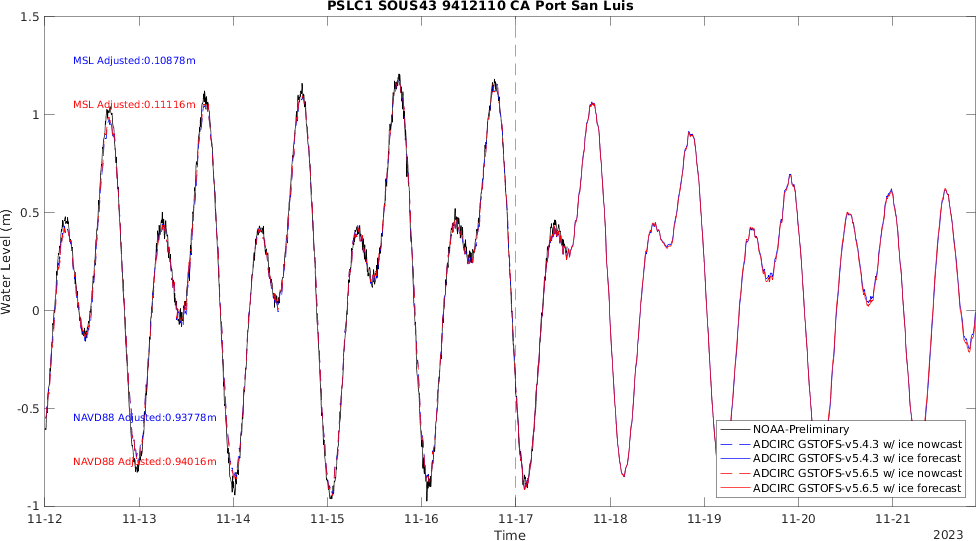 PSLC1 SOUS43 9412110 CA Port San Luis
1.5
MSL Adjusted:0.10878m
MSL Adjusted:0.11116m
1
0.5
Water Level (m)
0
-0.5
NAVD88 Adjusted:0.93778m
NAVD88 Adjusted:0.94016m
NOAA-Preliminary
ADCIRC GSTOFS-v5.4.3 w/ ice nowcast
ADCIRC GSTOFS-v5.4.3 w/ ice forecast
ADCIRC GSTOFS-v5.6.5 w/ ice nowcast
ADCIRC GSTOFS-v5.6.5 w/ ice forecast
-1
11-12 11-13 11-14 11-15 11-16 11-17 11-18 11-19 11-20 11-21
Time
2023